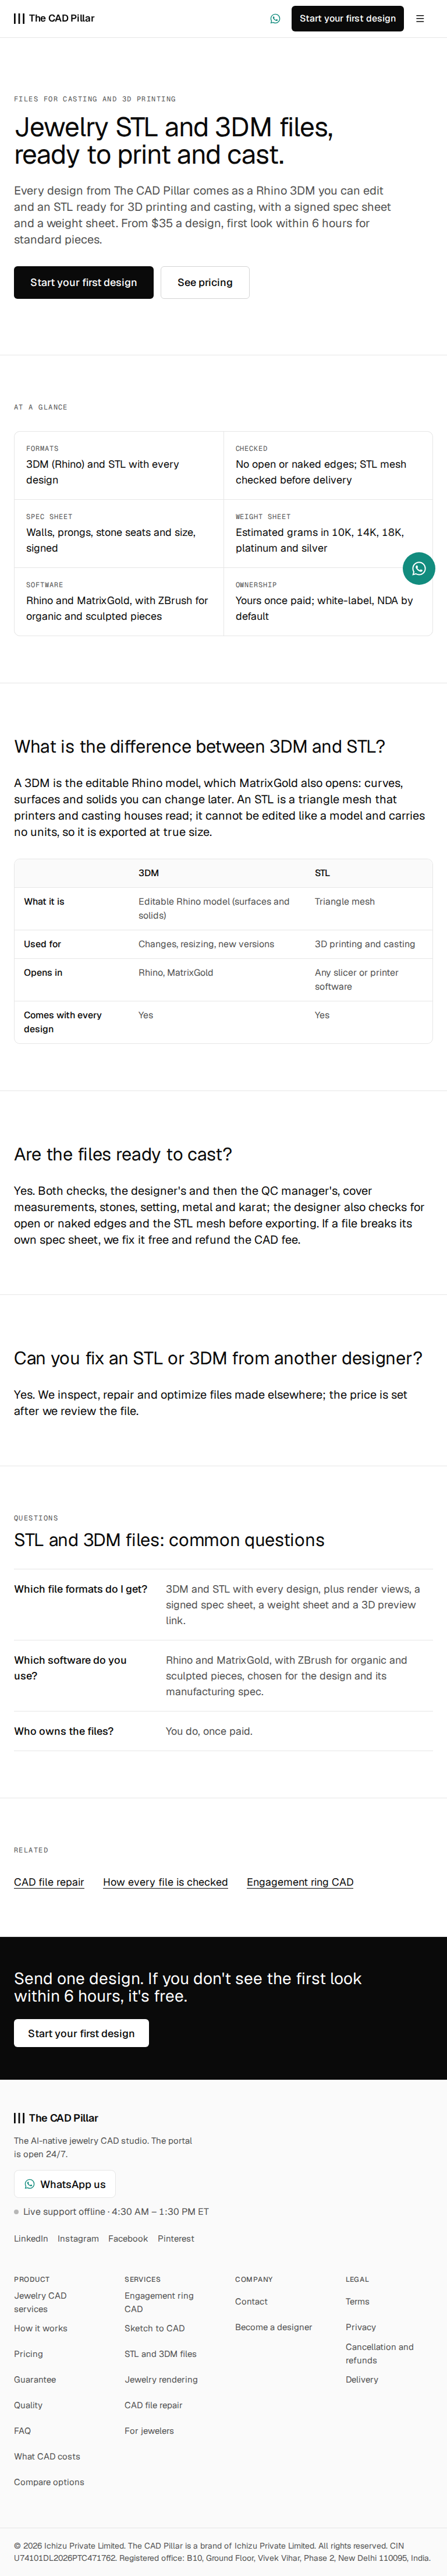 The CAD Pillar
Start your first design
FILES FOR CASTING AND 3D PRINTING
Jewelry STL and 3DM files,
ready to print and cast.
Every design from The CAD Pillar comes as a Rhino 3DM you can edit
and an STL ready for 3D printing and casting, with a signed spec sheet
and a weight sheet. From $35 a design, first look within 6 hours for
standard pieces.
Start your first design
See pricing
AT A GLANCE
FORMATS
3DM (Rhino) and STL with every
design
CHECKED
No open or naked edges; STL mesh
checked before delivery
SPEC SHEET
Walls, prongs, stone seats and size,
signed
WEIGHT SHEET
Estimated grams in 10K, 14K, 18K,
platinum and silver
SOFTWARE
Rhino and MatrixGold, with ZBrush for
organic and sculpted pieces
OWNERSHIP
Yours once paid; white-label, NDA by
default
What is the difference between 3DM and STL?
A 3DM is the editable Rhino model, which MatrixGold also opens: curves,
surfaces and solids you can change later. An STL is a triangle mesh that
printers and casting houses read; it cannot be edited like a model and carries
no units, so it is exported at true size.
3DM STL
What it is
Editable Rhino model (surfaces and
solids)
Triangle mesh
Used for
Changes, resizing, new versions
3D printing and casting
Opens in
Rhino, MatrixGold
Any slicer or printer
software
Comes with every
design
Yes
Yes
Are the files ready to cast?
Yes. Both checks, the designer's and then the QC manager's, cover
measurements, stones, setting, metal and karat; the designer also checks for
open or naked edges and the STL mesh before exporting. If a file breaks its
own spec sheet, we fix it free and refund the CAD fee.
Can you fix an STL or 3DM from another designer?
Yes. We inspect, repair and optimize files made elsewhere; the price is set
after we review the file.
QUESTIONS
STL and 3DM files: common questions
Which file formats do I get?
3DM and STL with every design, plus render views, a
signed spec sheet, a weight sheet and a 3D preview
link.
Which software do you
use?
Rhino and MatrixGold, with ZBrush for organic and
sculpted pieces, chosen for the design and its
manufacturing spec.
Who owns the files?
You do, once paid.
RELATED
CAD file repair
How every file is checked
Engagement ring CAD
Send one design. If you don't see the first look
within 6 hours, it's free.
Start your first design
The CAD Pillar
The AI-native jewelry CAD studio. The portal
is open 24/7.
WhatsApp us
Live support offline · 4:30 AM – 1:30 PM ET
LinkedIn Instagram Facebook Pinterest
PRODUCT
Jewelry CAD
services
How it works
Pricing
Guarantee
Quality
FAQ
What CAD costs
Compare options
SERVICES
Engagement ring
CAD
Sketch to CAD
STL and 3DM files
Jewelry rendering
CAD file repair
For jewelers
COMPANY
Contact
Become a designer
LEGAL
Terms
Privacy
Cancellation and
refunds
Delivery
© 2026 Ichizu Private Limited. The CAD Pillar is a brand of Ichizu Private Limited. All rights reserved. CIN
U74101DL2026PTC471762. Registered office: B10, Ground Floor, Vivek Vihar, Phase 2, New Delhi 110095, India.